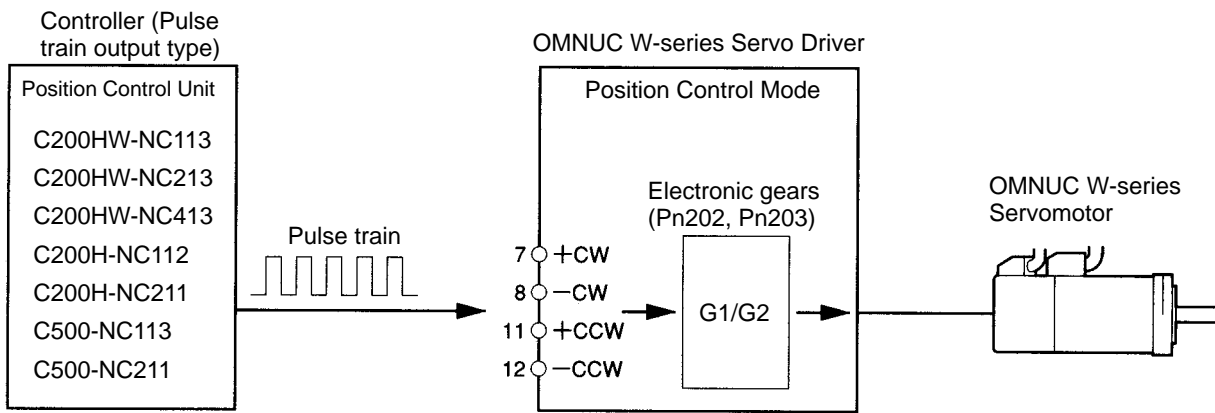 Controller (Pulse
train output type)
Position Control Unit
C200HW-NC113
C200HW-NC213
C200HW-NC413
C200H-NC112
C200H-NC211
C500-NC113
C500-NC211
Pulse train
OMNUC W-series Servo Driver
Position Control Mode
7 +CW
8 −CW
11 +CCW
12 −CCW
Electronic gears
(Pn202, Pn203)
G1/G2
OMNUC W-series
Servomotor